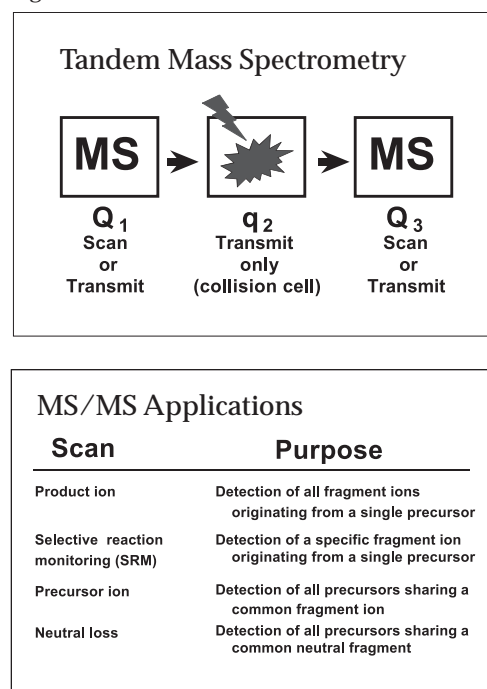 Tandem Mass Spectrometry
MS MS
Q1 q2 Q3
Scan Transmit Scan
or only or
Transmit (collision cell) Transmit
MS/MS Applications
Scan Purpose
Product ion Detection of all fragment ions
originating from a single precursor
Selective reaction Detection of a specific fragment ion
monitoring (SRM) originating from a single precursor
Precursor ion Detection of all precursors sharing a
common fragment ion
Neutral loss Detection of all precursors sharing a
common neutral fragment